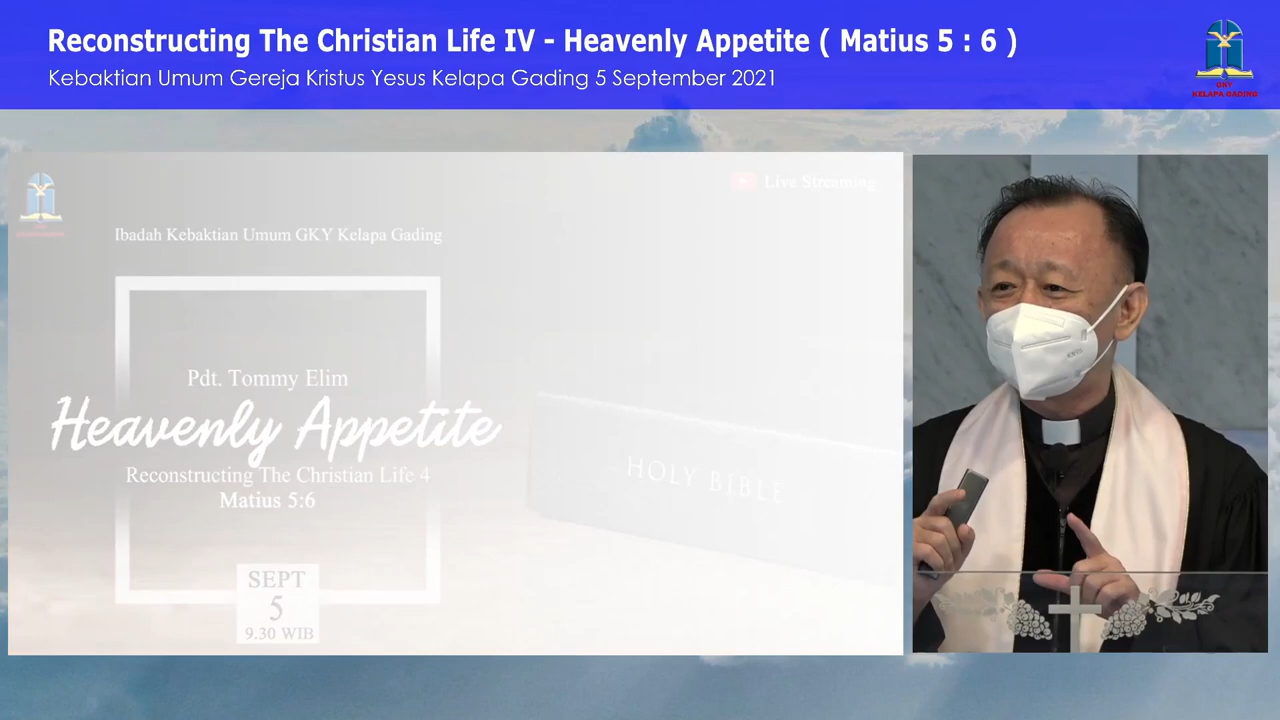 Reconstructing The Christian Life IV - Heavenly Appetite ( Matius 5 : 6 )
Kebaktian Umum Gereja Kristus Yesus Kelapa Gading 5 September 2021
GKY
KELAPA GADING
Live Streaming
Ibadah Kebaktian Umum GKY Kelapa Gading
Pdt. Tommy Elim
Heavenly Appetite
Reconstructing The Christian Life 4
Matius 5:6
HOLY BIBLE
SEPT
5
9.30 WIB